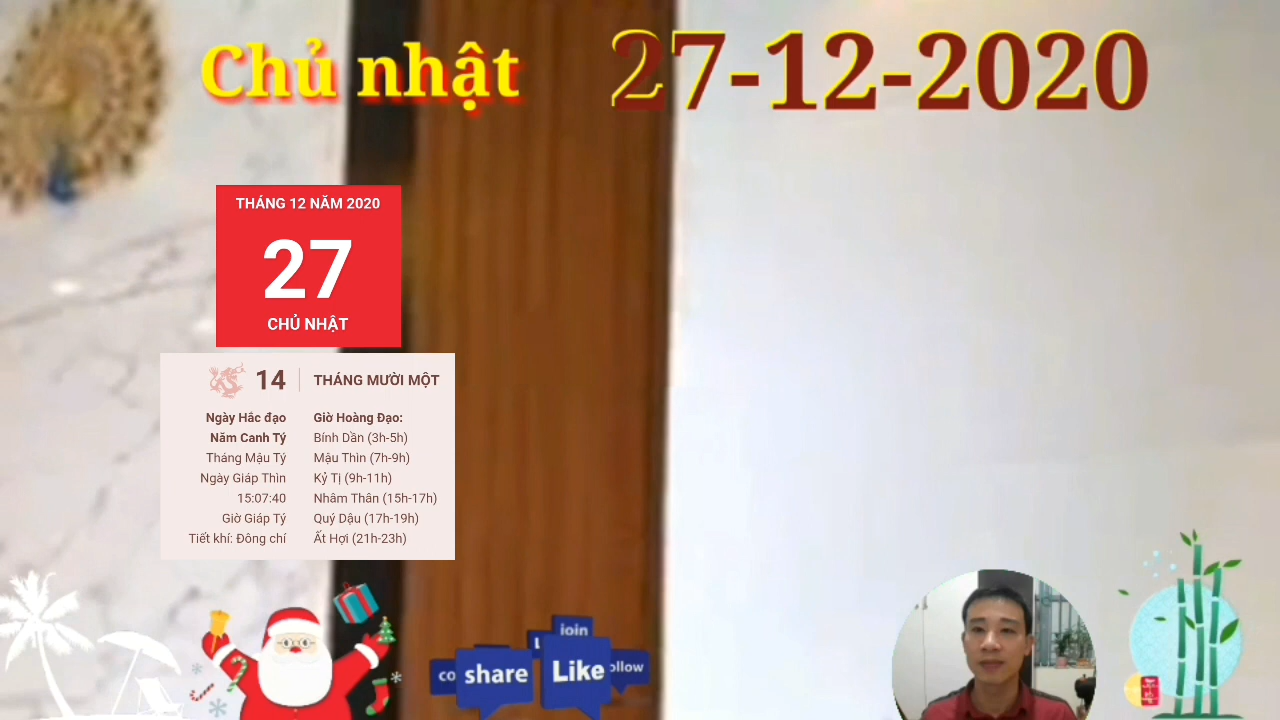 Chủ nhật 27-12-2020
THÁNG 12 NĂM 2020
27
CHỦ NHẬT
14 THÁNG MƯỜI MỘT
Ngày Hắc đạo
Năm Canh Tý
Tháng Mậu Tý
Ngày Giáp Thìn
15:07:40
Giờ Giáp Tý
Tiết khí: Đông chí
Giờ Hoàng Đạo:
Bính Dần (3h-5h)
Mậu Thìn (7h-9h)
Kỷ Tị (9h-11h)
Nhâm Thân (15h-17h)
Quý Dậu (17h-19h)
Ất Hợi (21h-23h)
join
co share Like ollow